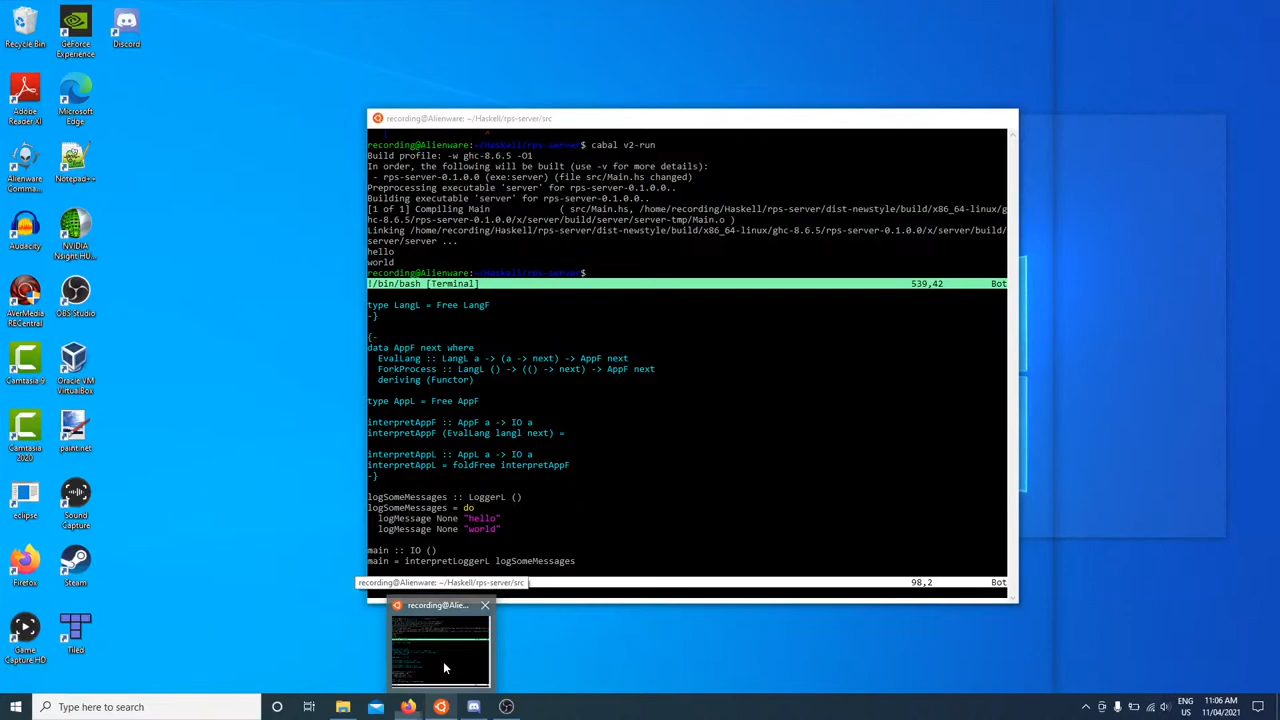 Recycle Bin
GeForce Experience
Discord
Adobe Reader XI
Microsoft Edge
Alienware Comma...
Notepad++
Audacity
NVIDIA Nsight HU...
AVerMedia RECentral
OBS Studio
Camtasia 9
Oracle VM VirtualBox
Camtasia 2020
paint.net
eclipse
Sound Capture
Firefox
Steam
Game Capture HD
Tiled
recording@Alienware: ~/Haskell/rps-server/src
recording@Alienware:~/Haskell/rps-server$ cabal v2-run
Build profile: -w ghc-8.6.5 -O1
In order, the following will be built (use -v for more details):
- rps-server-0.1.0.0 (exe:server) (file src/Main.hs changed)
Preprocessing executable 'server' for rps-server-0.1.0.0..
Building executable 'server' for rps-server-0.1.0.0..
[1 of 1] Compiling Main ( src/Main.hs, /home/recording/Haskell/rps-server/dist-newstyle/build/x86_64-linux/g
hc-8.6.5/rps-server-0.1.0.0/x/server/build/server/server-tmp/Main.o )
Linking /home/recording/Haskell/rps-server/dist-newstyle/build/x86_64-linux/ghc-8.6.5/rps-server-0.1.0.0/x/server/build/
server/server ...
hello
world
recording@Alienware:~/Haskell/rps-server$
!/bin/bash [Terminal] 539,42 Bot
type LangL = Free LangF
-}
{-
data AppF next where
EvalLang :: LangL a -> (a -> next) -> AppF next
ForkProcess :: LangL () -> (() -> next) -> AppF next
deriving (Functor)
type AppL = Free AppF
interpretAppF :: AppF a -> IO a
interpretAppF (EvalLang langl next) =
interpretAppL :: AppL a -> IO a
interpretAppL = foldFree interpretAppF
-}
logSomeMessages :: LoggerL ()
logSomeMessages = do
logMessage None "hello"
logMessage None "world"
main :: IO ()
main = interpretLoggerL logSomeMessages
recording@Alienware: ~/Haskell/rps-server/src
98,2 Bot
recording@Alie...
Type here to search
ENG
US
11:06 AM
11/04/2021